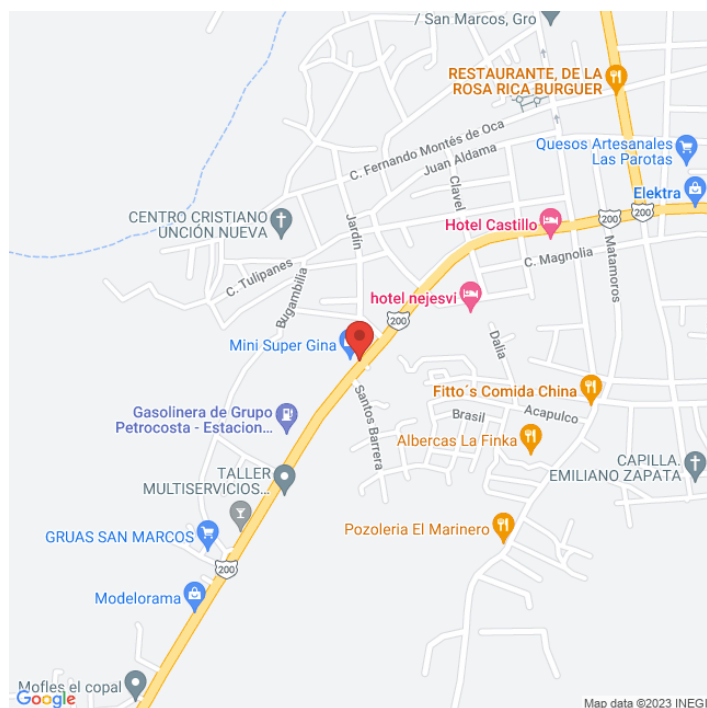 / San Marcos, Gro
RESTAURANTE, DE LA
ROSA RICA BURGUER
C. Fernando Montés de Oca
Juan Aldama
Quesos Artesanales
Las Parotas
Clavel
Elektra
CENTRO CRISTIANO
UNCIÓN NUEVA
Jardín
Hotel Castillo
200
200
Matamoros
C. Magnolia
C. Tulipanes
Bugambilia
hotel nejesvi
200
Dalia
Mini Super Gina
Santos Barrera
Fitto´s Comida China
Brasil
Acapulco
Gasolinera de Grupo
Petrocosta - Estacion...
Albercas La Finka
TALLER
MULTISERVICIOS...
CAPILLA.
EMILIANO ZAPATA
GRUAS SAN MARCOS
Pozoleria El Marinero
200
Modelorama
Mofles el copal
Google
Map data ©2023 INEGI